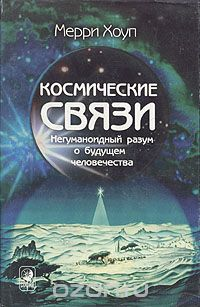 Мерри Хоуп
КОСМИЧЕСКИЕ
СВЯЗИ
Негуманоидный разум
о будущем
человечества
OZON.RU